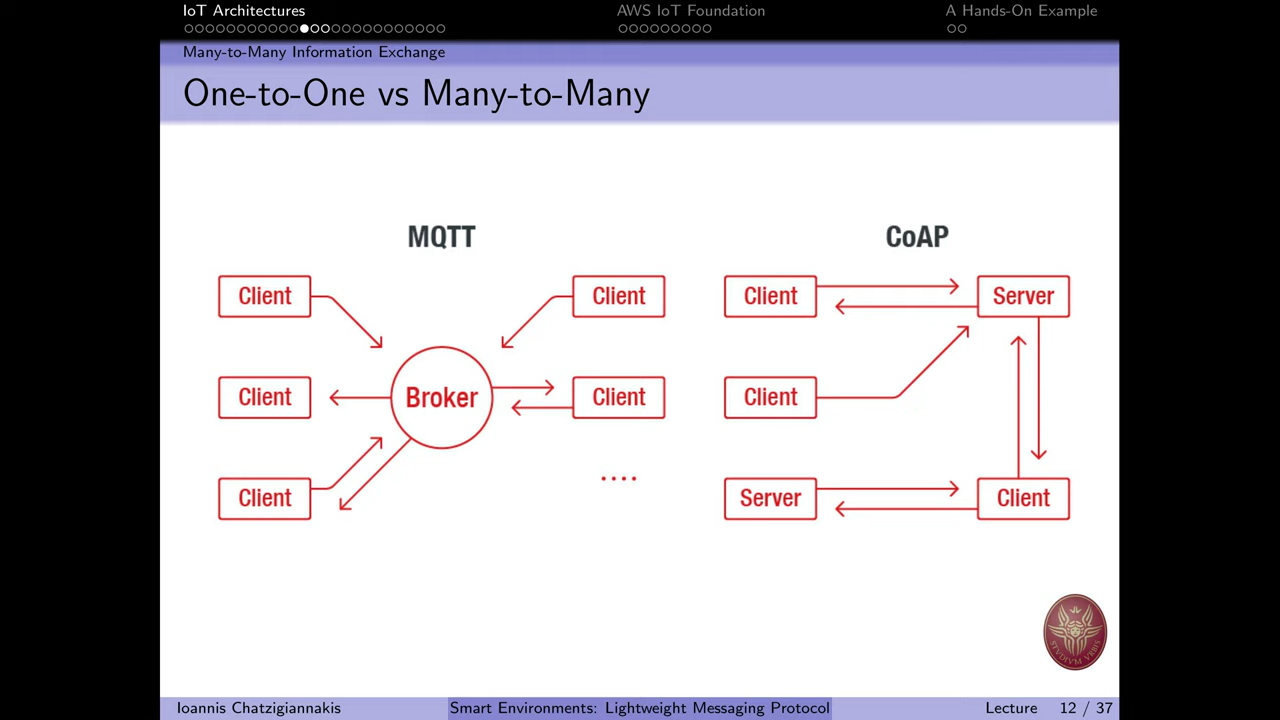 IoT Architectures
AWS IoT Foundation
A Hands-On Example
Many-to-Many Information Exchange
One-to-One vs Many-to-Many
MQTT
Client
Client
Client
Broker
Client
Client
....
CoAP
Client
Server
Client
Server
Client
STVDIVM VRBIS
Ioannis Chatzigiannakis
Smart Environments: Lightweight Messaging Protocol
Lecture 12 / 37